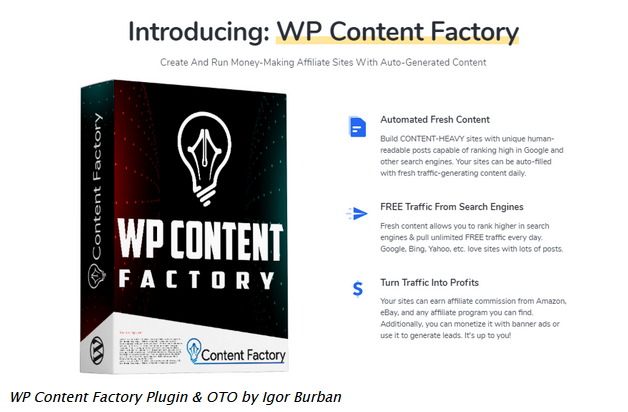 Introducing: WP Content Factory
Create And Run Money-Making Affiliate Sites With Auto-Generated Content
Content Factory
WP CONTENT
FACTORY
Content Factory
Automated Fresh Content
Build CONTENT-HEAVY sites with unique human-
readable posts capable of ranking high in Google and
other search engines. Your sites can be auto-filled
with fresh traffic-generating content daily.
FREE Traffic From Search Engines
Fresh content allows you to rank higher in search
engines & pull unlimited FREE traffic every day.
Google, Bing, Yahoo, etc. love sites with lots of posts.
Turn Traffic Into Profits
Your sites can earn affiliate commission from Amazon,
eBay, and any affiliate program you can find.
Additionally, you can monetize it with banner ads or
use it to generate leads. It's up to you!
WP Content Factory Plugin & OTO by Igor Burban